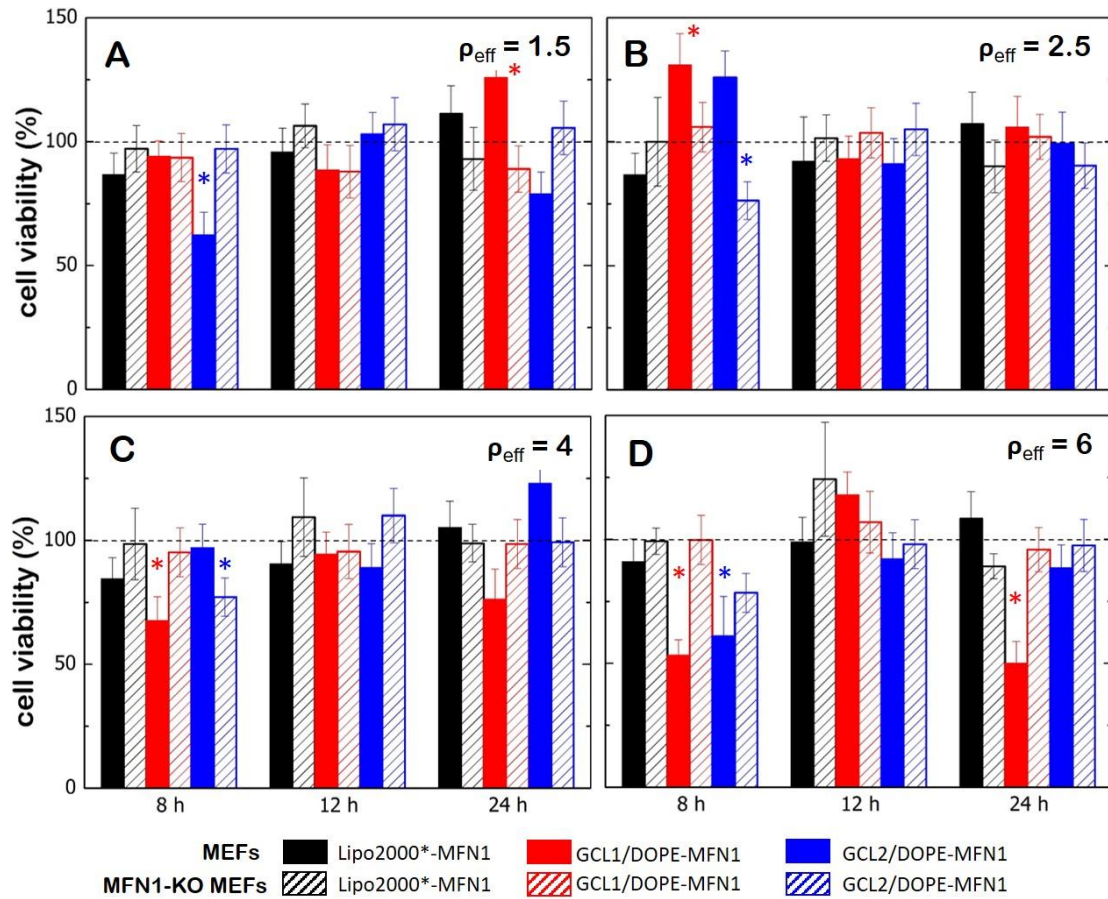 A
ρeff = 1.5
B
ρeff = 2.5
150
100
50
0
cell viability (%)
*
*
*
*
C
ρeff = 4
D
ρeff = 6
150
100
50
0
cell viability (%)
*
*
*
*
*
8 h 12 h 24 h 8 h 12 h 24 h
MEFs Lipo2000*-MFN1 GCL1/DOPE-MFN1 GCL2/DOPE-MFN1
MFN1-KO MEFs Lipo2000*-MFN1 GCL1/DOPE-MFN1 GCL2/DOPE-MFN1